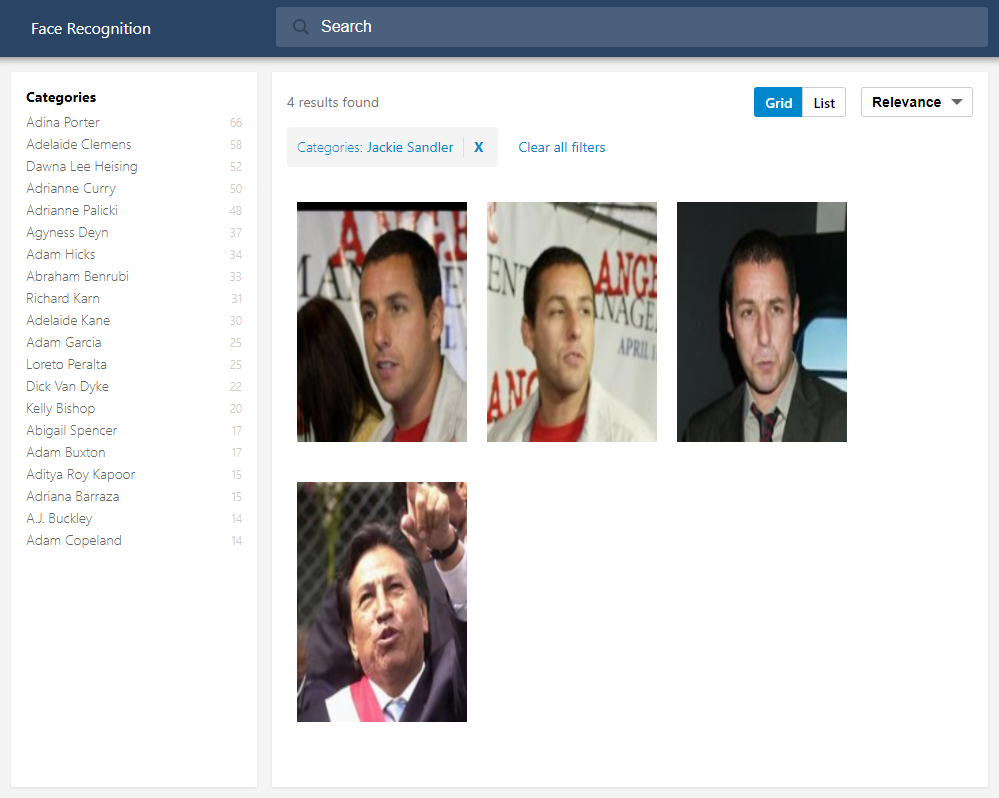 Face Recognition
Search
Categories
Adina Porter 66
Adelaide Clemens 58
Dawna Lee Heising 52
Adrianne Curry 50
Adrianne Palicki 48
Agyness Deyn 37
Adam Hicks 34
Abraham Benrubi 33
Richard Karn 31
Adelaide Kane 30
Adam Garcia 25
Loreto Peralta 25
Dick Van Dyke 22
Kelly Bishop 20
Abigail Spencer 17
Adam Buxton 17
Aditya Roy Kapoor 15
Adriana Barraza 15
A.J. Buckley 14
Adam Copeland 14
4 results found
Grid List Relevance
Categories: Jackie Sandler X Clear all filters
ANGE
MANAGE
ENT ANGE
ANAGE
APRIL 1
ANG